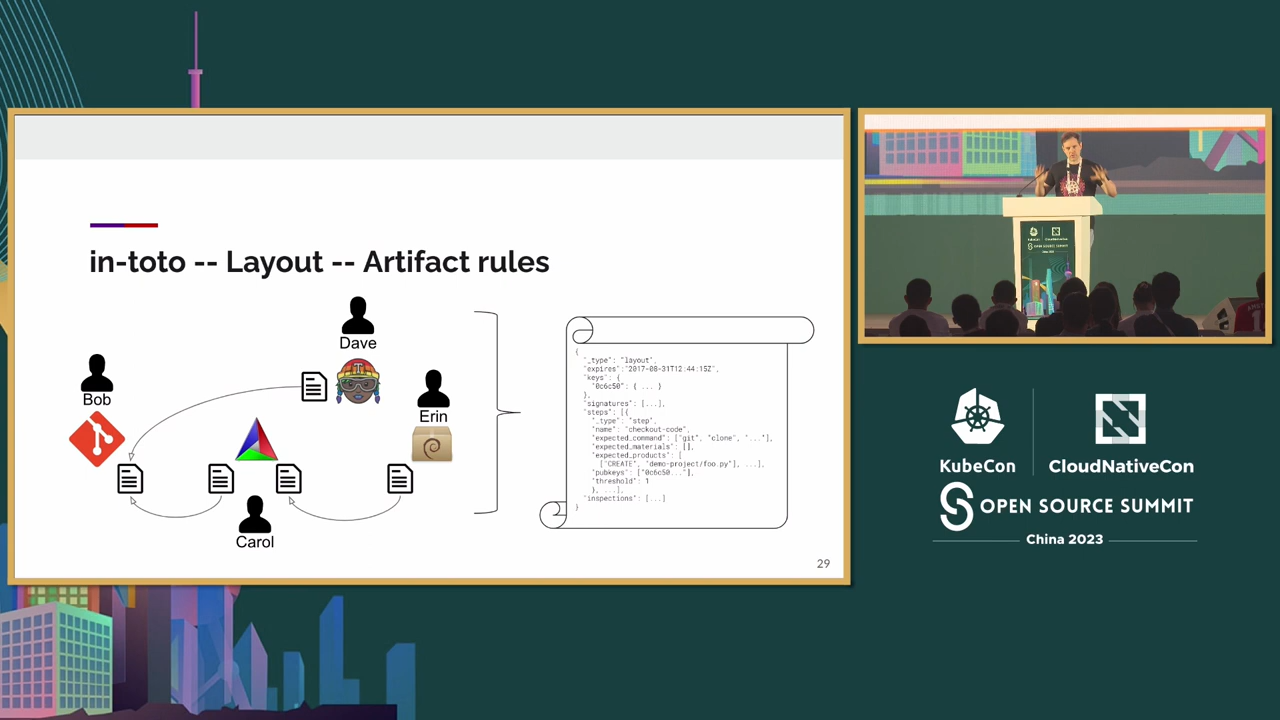 in-toto -- Layout -- Artifact rules
Dave
Bob
Erin
Carol
{
"_type": "layout",
"expires":"2017-08-31T12:44:15Z",
"keys": {
"0c6c50": { ... }
},
"signatures": [...],
"steps": [{
"_type": "step",
"name": "checkout-code",
"expected_command": ["git", "clone", "..."],
"expected_materials": [],
"expected_products": [
["CREATE", "demo-project/foo.py"], ...],
"pubkeys": ["0c6c50..."],
"threshold": 1
}, ...],
"inspections": [...]
}
29
KubeCon
CloudNativeCon
OPEN SOURCE SUMMIT
China 2023